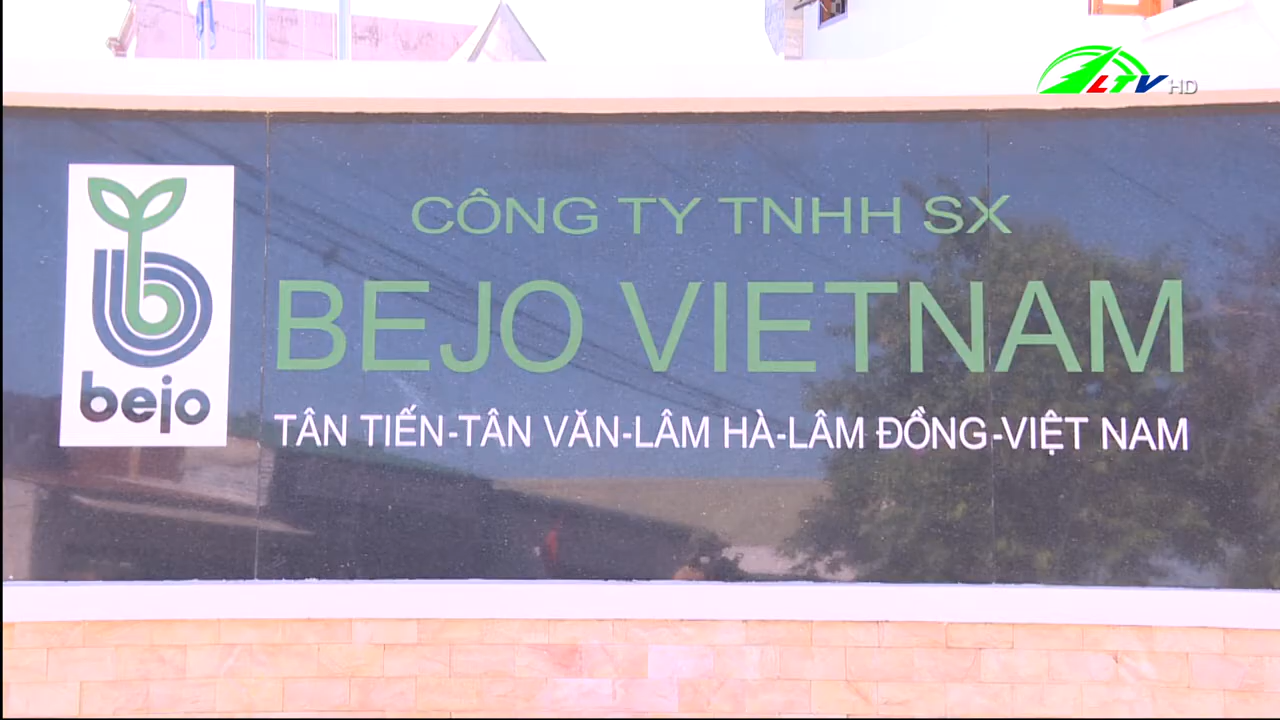 LTV HD
CÔNG TY TNHH SX
BEJO VIETNAM
TÂN TIẾN-TÂN VĂN-LÂM HÀ-LÂM ĐỒNG-VIỆT NAM
bejo